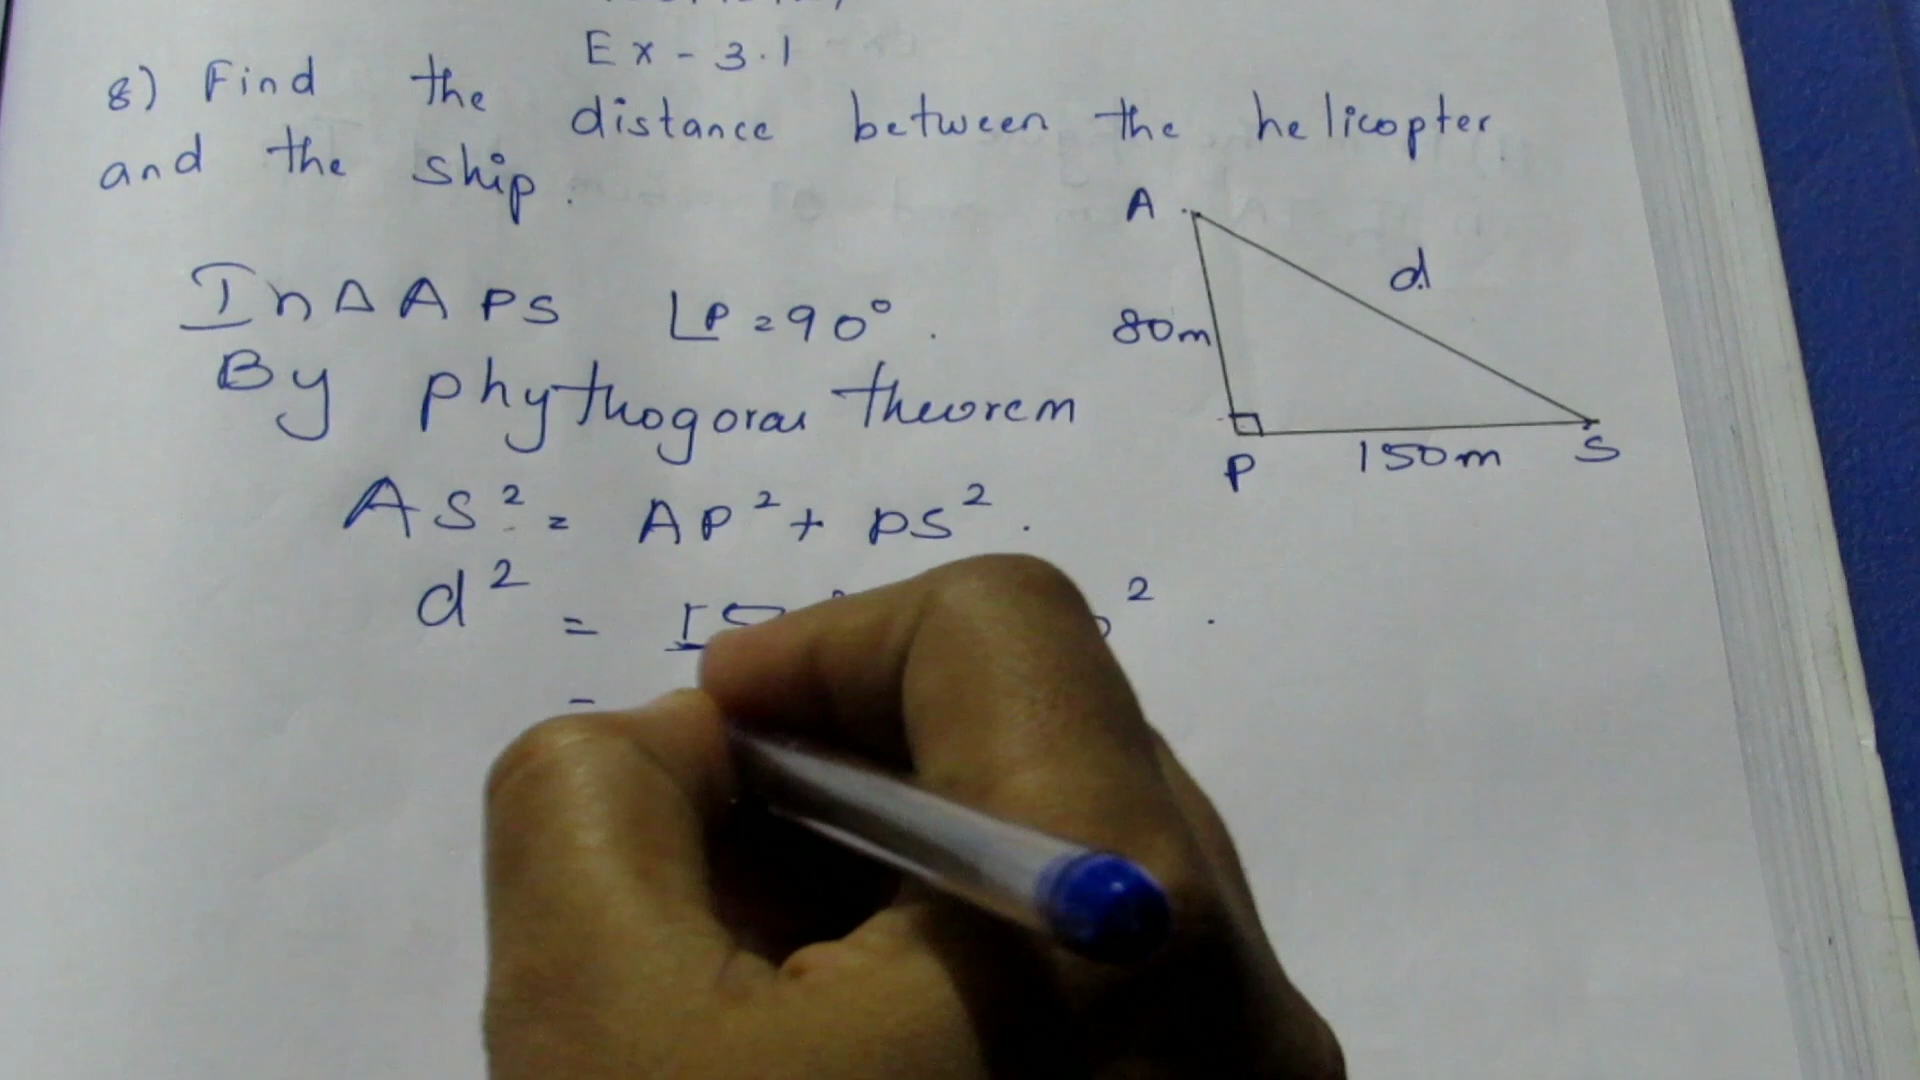 Ex - 3.1
8) Find the distance between the helicopter
and the ship.
In Δ APS ∟P = 90° .
By phythogoras theorem
AS² = AP² + PS² .
d² = 2 .
=
A
d
80m
P 150m S